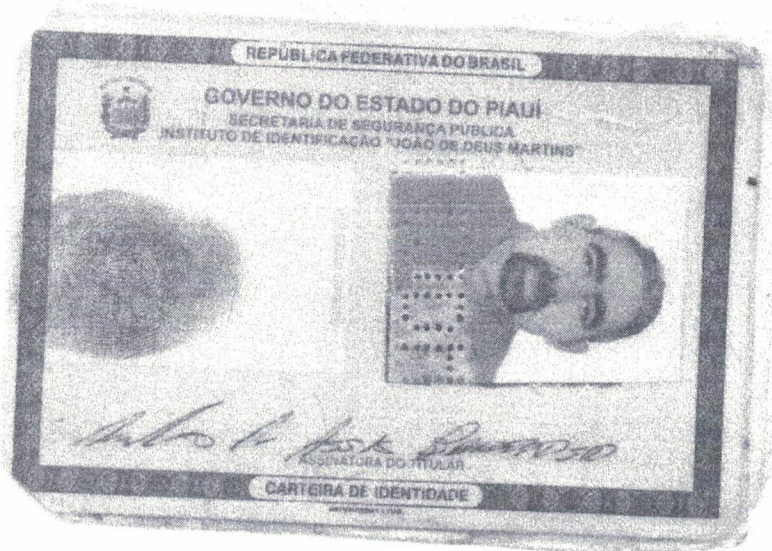 REPÚBLICA FEDERATIVA DO BRASIL
GOVERNO DO ESTADO DO PIAUÍ
SECRETARIA DE SEGURANÇA PÚBLICA
INSTITUTO DE IDENTIFICAÇÃO "JOÃO DE DEUS MARTINS"
ASSINATURA DO TITULAR
CARTEIRA DE IDENTIDADE